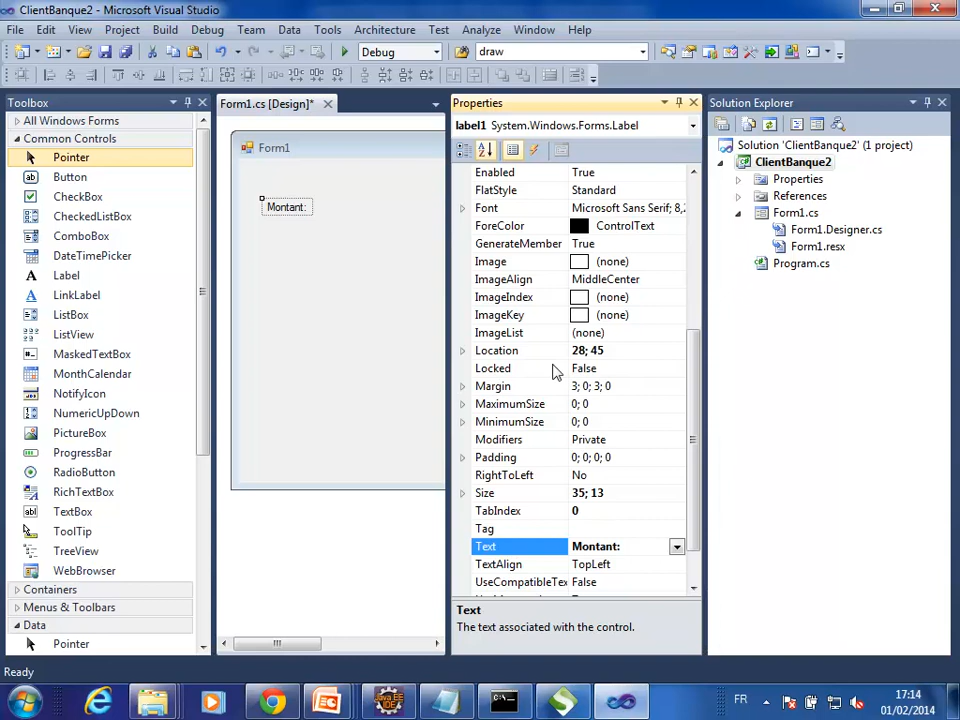 ClientBanque2 - Microsoft Visual Studio
File Edit View Project Build Debug Team Data Tools Architecture Test Analyze Window Help
Debug draw
Toolbox
All Windows Forms
Common Controls
Pointer
Button
CheckBox
CheckedListBox
ComboBox
DateTimePicker
Label
LinkLabel
ListBox
ListView
MaskedTextBox
MonthCalendar
NotifyIcon
NumericUpDown
PictureBox
ProgressBar
RadioButton
RichTextBox
TextBox
ToolTip
TreeView
WebBrowser
Containers
Menus & Toolbars
Data
Pointer
Form1.cs [Design]*
Form1
Montant:
Properties
label1 System.Windows.Forms.Label
Enabled True
FlatStyle Standard
Font Microsoft Sans Serif; 8,2
ForeColor ControlText
GenerateMember True
Image (none)
ImageAlign MiddleCenter
ImageIndex (none)
ImageKey (none)
ImageList (none)
Location 28; 45
Locked False
Margin 3; 0; 3; 0
MaximumSize 0; 0
MinimumSize 0; 0
Modifiers Private
Padding 0; 0; 0; 0
RightToLeft No
Size 35; 13
TabIndex 0
Tag
Text Montant:
TextAlign TopLeft
UseCompatibleTex False
Text
The text associated with the control.
Solution Explorer
Solution 'ClientBanque2' (1 project)
ClientBanque2
Properties
References
Form1.cs
Form1.Designer.cs
Form1.resx
Program.cs
Ready
FR
17:14
01/02/2014